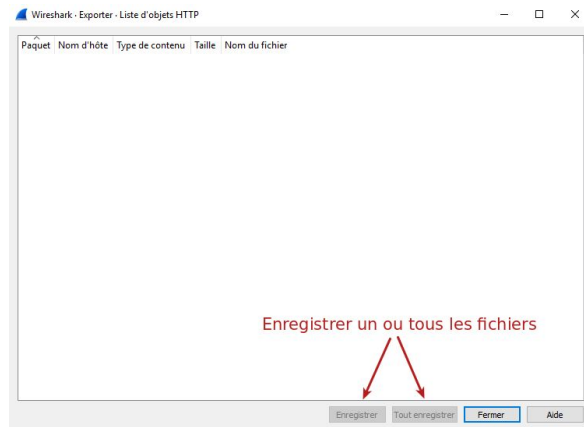 Wireshark · Exporter · Liste d'objets HTTP
Paquet Nom d'hôte Type de contenu Taille Nom du fichier
Enregistrer un ou tous les fichiers
Enregistrer Tout enregistrer Fermer Aide